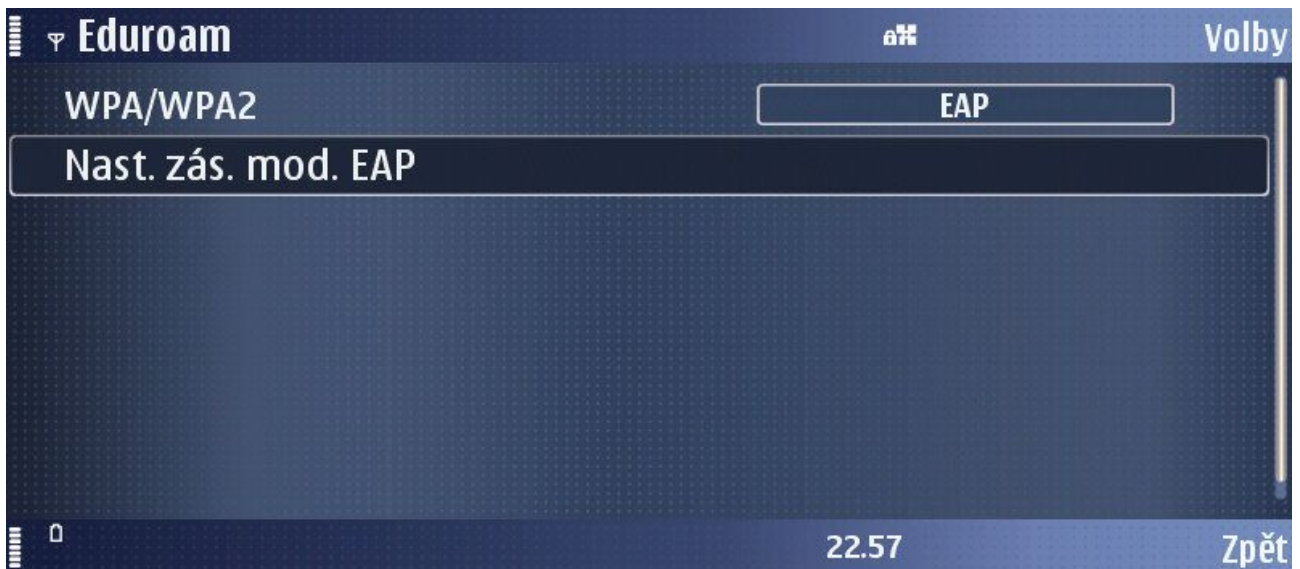 Eduroam
Volby
WPA/WPA2
EAP
Nast. zás. mod. EAP
22.57
Zpět